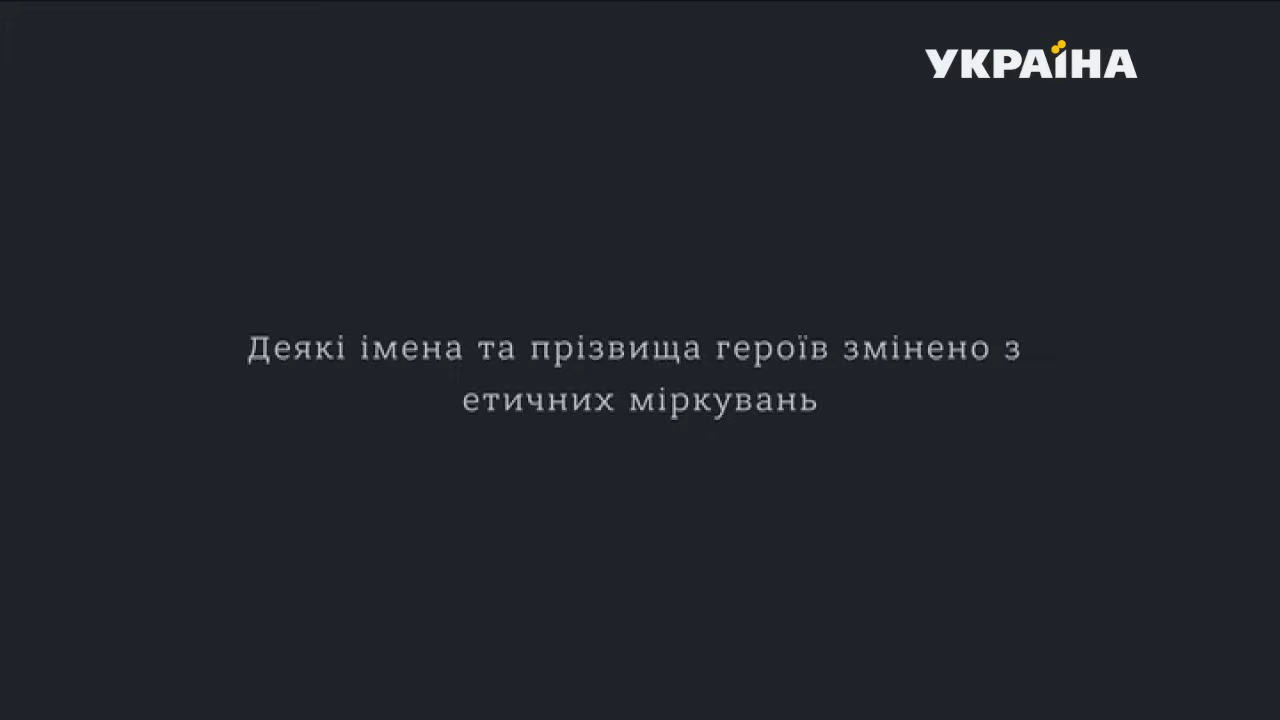 УКРАЇНА
Деякі імена та прізвища героїв змінено з
етичних міркувань